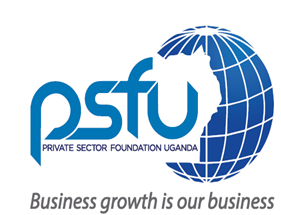 psfu
PRIVATE SECTOR FOUNDATION UGANDA
Business growth is our business